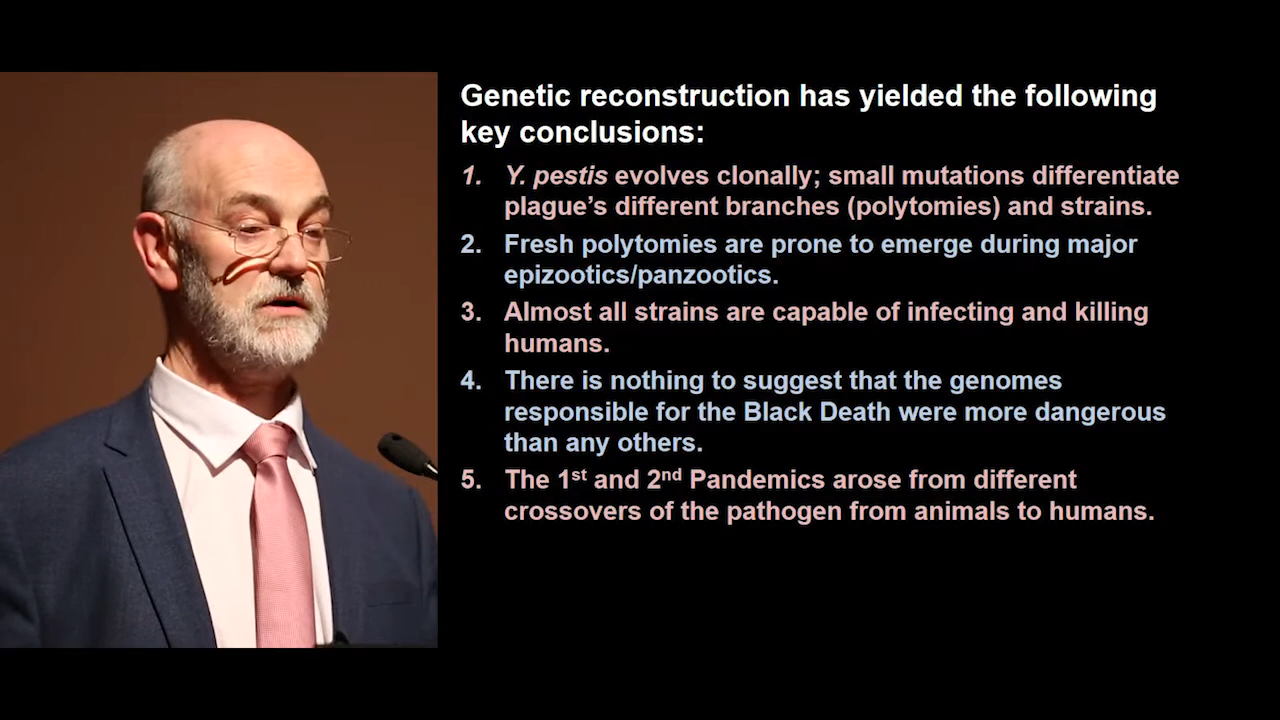 Genetic reconstruction has yielded the following
key conclusions:
1. Y. pestis evolves clonally; small mutations differentiate
plague’s different branches (polytomies) and strains.
2. Fresh polytomies are prone to emerge during major
epizootics/panzootics.
3. Almost all strains are capable of infecting and killing
humans.
4. There is nothing to suggest that the genomes
responsible for the Black Death were more dangerous
than any others.
5. The 1st and 2nd Pandemics arose from different
crossovers of the pathogen from animals to humans.